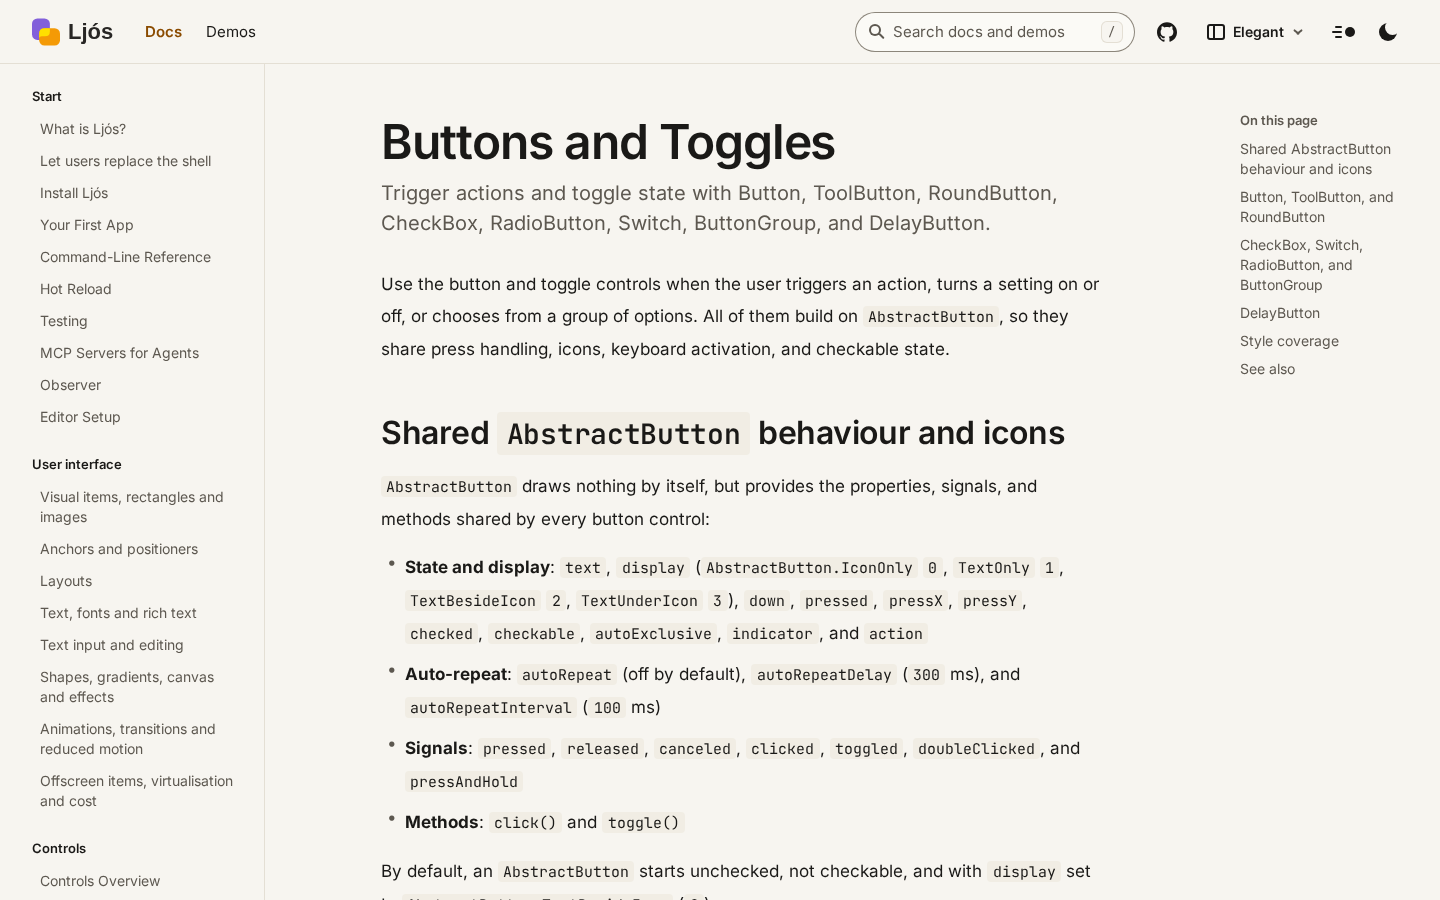 Ljós
Docs
Demos
Search docs and demos
/
Elegant
Start
What is Ljós?
Let users replace the shell
Install Ljós
Your First App
Command-Line Reference
Hot Reload
Testing
MCP Servers for Agents
Observer
Editor Setup
User interface
Visual items, rectangles and
images
Anchors and positioners
Layouts
Text, fonts and rich text
Text input and editing
Shapes, gradients, canvas
and effects
Animations, transitions and
reduced motion
Offscreen items, virtualisation
and cost
Controls
Controls Overview
Buttons and Toggles
Trigger actions and toggle state with Button, ToolButton, RoundButton,
CheckBox, RadioButton, Switch, ButtonGroup, and DelayButton.
Use the button and toggle controls when the user triggers an action, turns a setting on or
off, or chooses from a group of options. All of them build on AbstractButton, so they
share press handling, icons, keyboard activation, and checkable state.
Shared AbstractButton behaviour and icons
AbstractButton draws nothing by itself, but provides the properties, signals, and
methods shared by every button control:
• State and display: text, display (AbstractButton.IconOnly 0, TextOnly 1,
TextBesideIcon 2, TextUnderIcon 3), down, pressed, pressX, pressY,
checked, checkable, autoExclusive, indicator, and action
• Auto-repeat: autoRepeat (off by default), autoRepeatDelay (300 ms), and
autoRepeatInterval (100 ms)
• Signals: pressed, released, canceled, clicked, toggled, doubleClicked, and
pressAndHold
• Methods: click() and toggle()
By default, an AbstractButton starts unchecked, not checkable, and with display set
On this page
Shared AbstractButton
behaviour and icons
Button, ToolButton, and
RoundButton
CheckBox, Switch,
RadioButton, and
ButtonGroup
DelayButton
Style coverage
See also